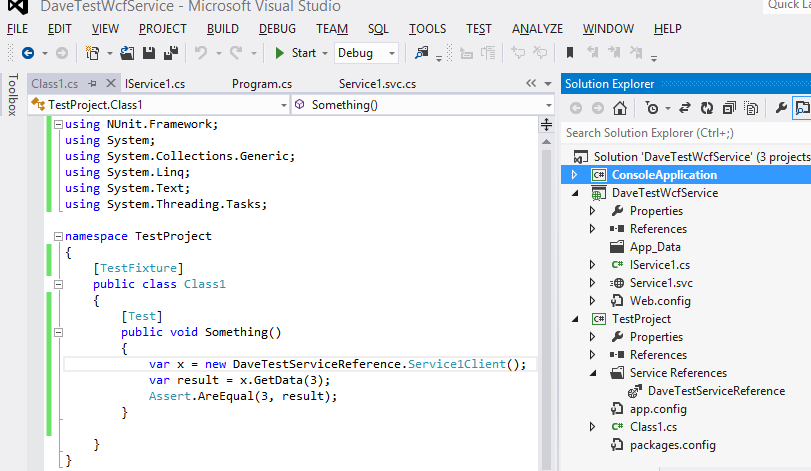 DaveTestWcfService - Microsoft Visual Studio
Quick La
FILE EDIT VIEW PROJECT BUILD DEBUG TEAM SQL TOOLS TEST ANALYZE WINDOW HELP
Start Debug
Toolbox
Class1.cs IService1.cs Program.cs Service1.svc.cs
TestProject.Class1 Something()
using NUnit.Framework;
using System;
using System.Collections.Generic;
using System.Linq;
using System.Text;
using System.Threading.Tasks;
namespace TestProject
{
[TestFixture]
public class Class1
{
[Test]
public void Something()
{
var x = new DaveTestServiceReference.Service1Client();
var result = x.GetData(3);
Assert.AreEqual(3, result);
}
}
}
Solution Explorer
Search Solution Explorer (Ctrl+;)
Solution 'DaveTestWcfService' (3 projects
C# ConsoleApplication
DaveTestWcfService
Properties
References
App_Data
C# IService1.cs
Service1.svc
Web.config
C# TestProject
Properties
References
Service References
DaveTestServiceReference
app.config
C# Class1.cs
packages.config